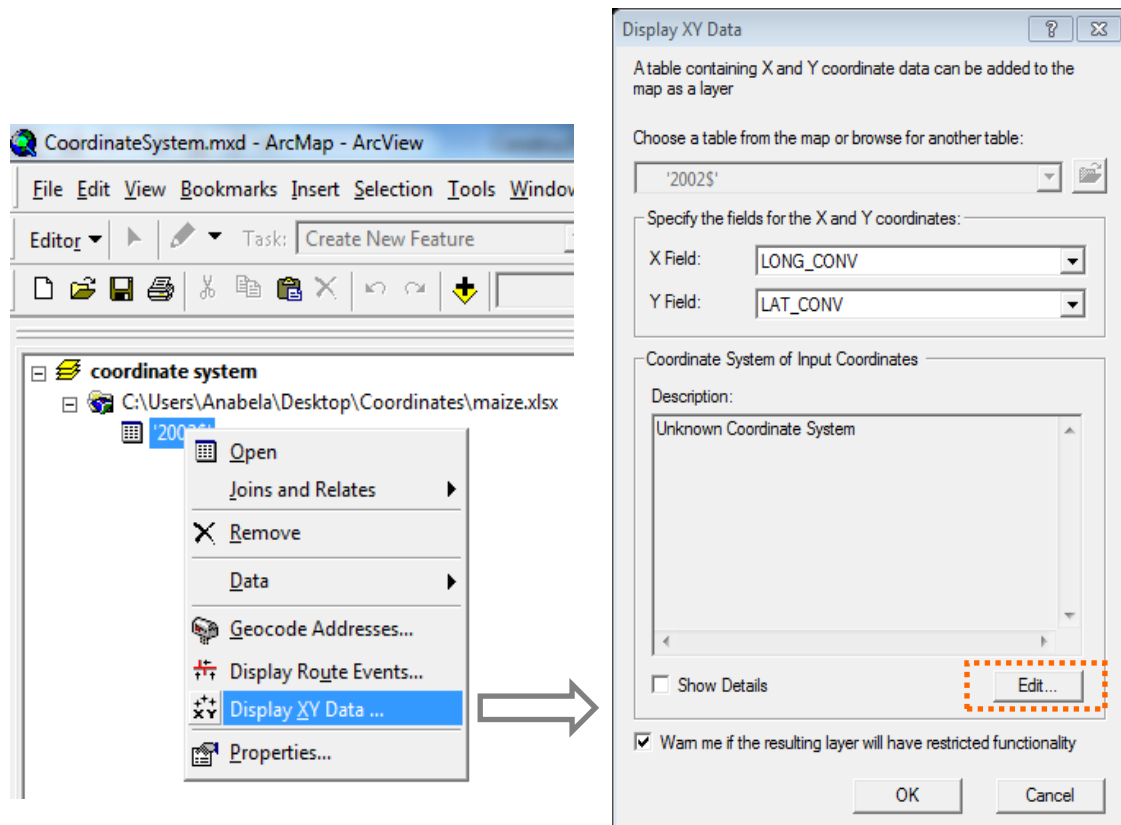 CoordinateSystem.mxd - ArcMap - ArcView
File Edit View Bookmarks Insert Selection Tools Window
Editor Task: Create New Feature
coordinate system
C:\Users\Anabela\Desktop\Coordinates\maize.xlsx
'2002$'
Open
Joins and Relates
Remove
Data
Geocode Addresses...
Display Route Events...
Display XY Data ...
Properties...
Display XY Data
A table containing X and Y coordinate data can be added to the
map as a layer
Choose a table from the map or browse for another table:
'2002$'
Specify the fields for the X and Y coordinates:
X Field: LONG_CONV
Y Field: LAT_CONV
Coordinate System of Input Coordinates
Description:
Unknown Coordinate System
Show Details
Edit...
Warn me if the resulting layer will have restricted functionality
OK
Cancel